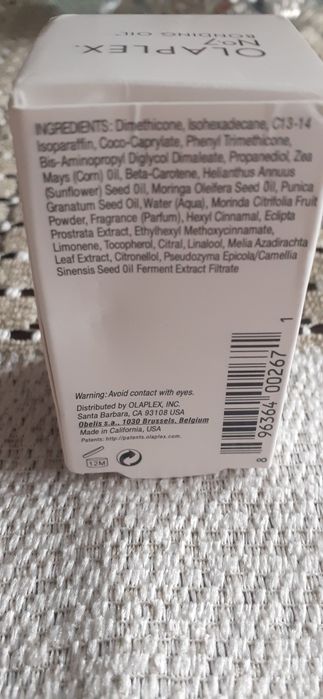 OLAPLEX.
Nº.7
BONDING OIL
INGREDIENTS: Dimethicone, Isohexadecane, C13-14
Isoparaffin, Coco-Caprylate, Phenyl Trimethicone,
Bis-Aminopropyl Diglycol Dimaleate, Propanediol, Zea
Mays (Corn) Oil, Beta-Carotene, Helianthus Annuus
(Sunflower) Seed Oil, Moringa Oleifera Seed Oil, Punica
Granatum Seed Oil, Water (Aqua), Morinda Citrifolia Fruit
Powder, Fragrance (Parfum), Hexyl Cinnamal, Eclipta
Prostrata Extract, Ethylhexyl Methoxycinnamate,
Limonene, Tocopherol, Citral, Linalool, Melia Azadirachta
Leaf Extract, Citronellol, Pseudozyma Epicola/Camellia
Sinensis Seed Oil Ferment Extract Filtrate
Warning: Avoid contact with eyes.
Distributed by OLAPLEX, INC.
Santa Barbara, CA 93108 USA
Obelis s.a., 1030 Brussels, Belgium
Made in California, USA
Patents: http://patents.olaplex.com
12M
8 96364 00267 1